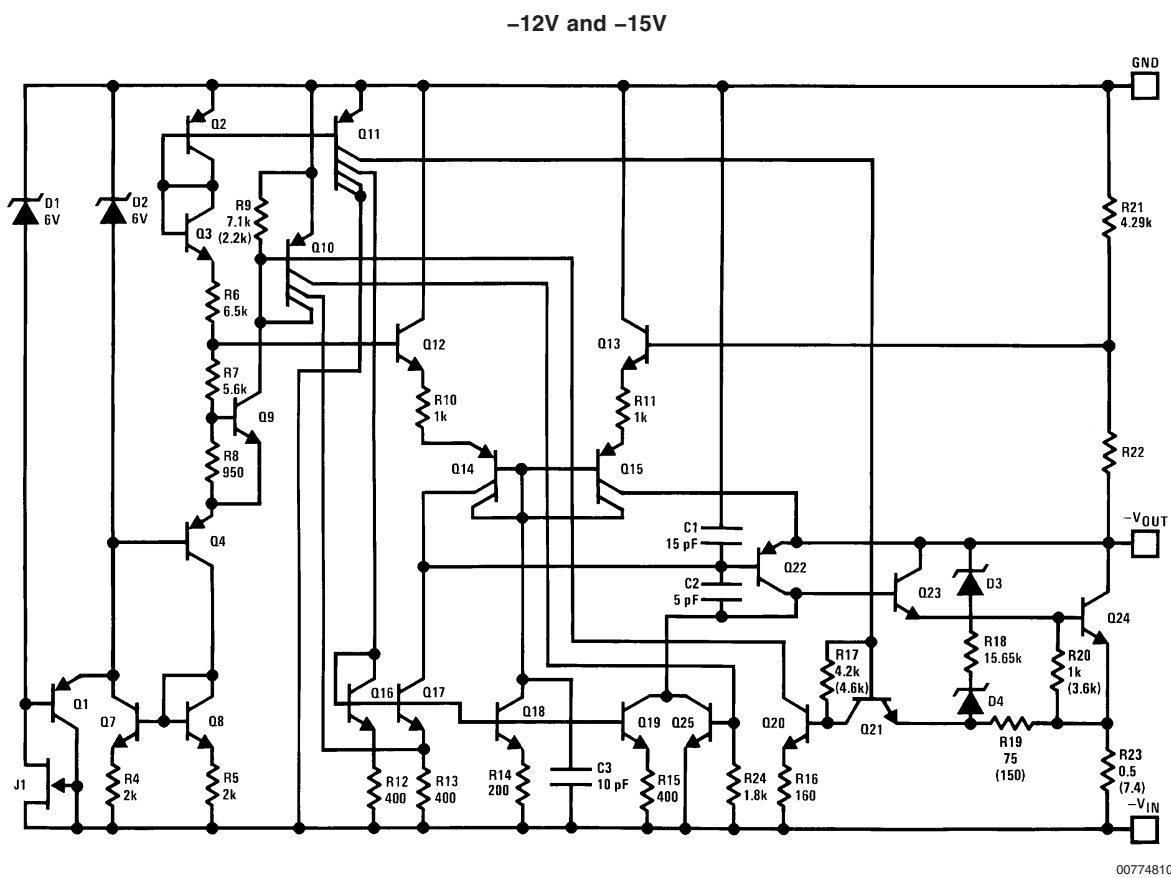 –12V and –15V
GND
Q2
Q11
D1
6V
D2
6V
R9
7.1k
(2.2k)
Q3
Q10
R21
4.29k
R6
6.5k
Q12
Q13
R7
5.6k
R10
1k
R11
1k
Q9
R8
950
Q14
Q15
R22
–VOUT
C1
15 pF
Q4
Q22
C2
5 pF
Q23
D3
Q24
R18
15.65k
R17
4.2k
(4.6k)
R20
1k
(3.6k)
Q1
Q7
Q8
Q16
Q17
Q18
Q19
Q25
Q20
Q21
D4
R19
75
(150)
J1
R4
2k
R5
2k
R12
400
R13
400
R14
200
C3
10 pF
R15
400
R24
1.8k
R16
160
R23
0.5
(7.4)
–VIN
00774810